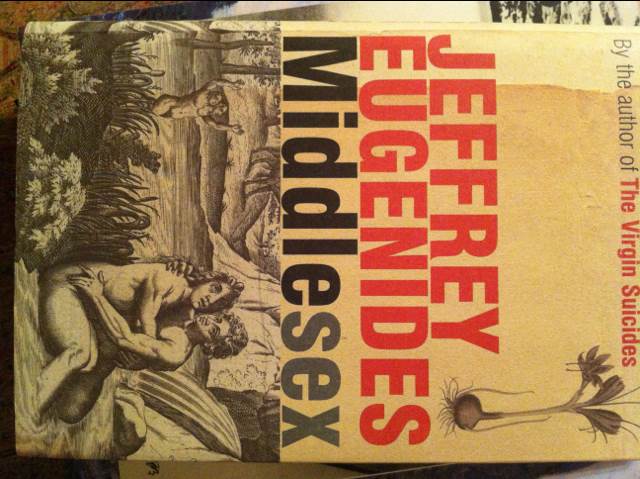 By the author of The Virgin Suicides
JEFFREY
EUGENIDES
Middlesex